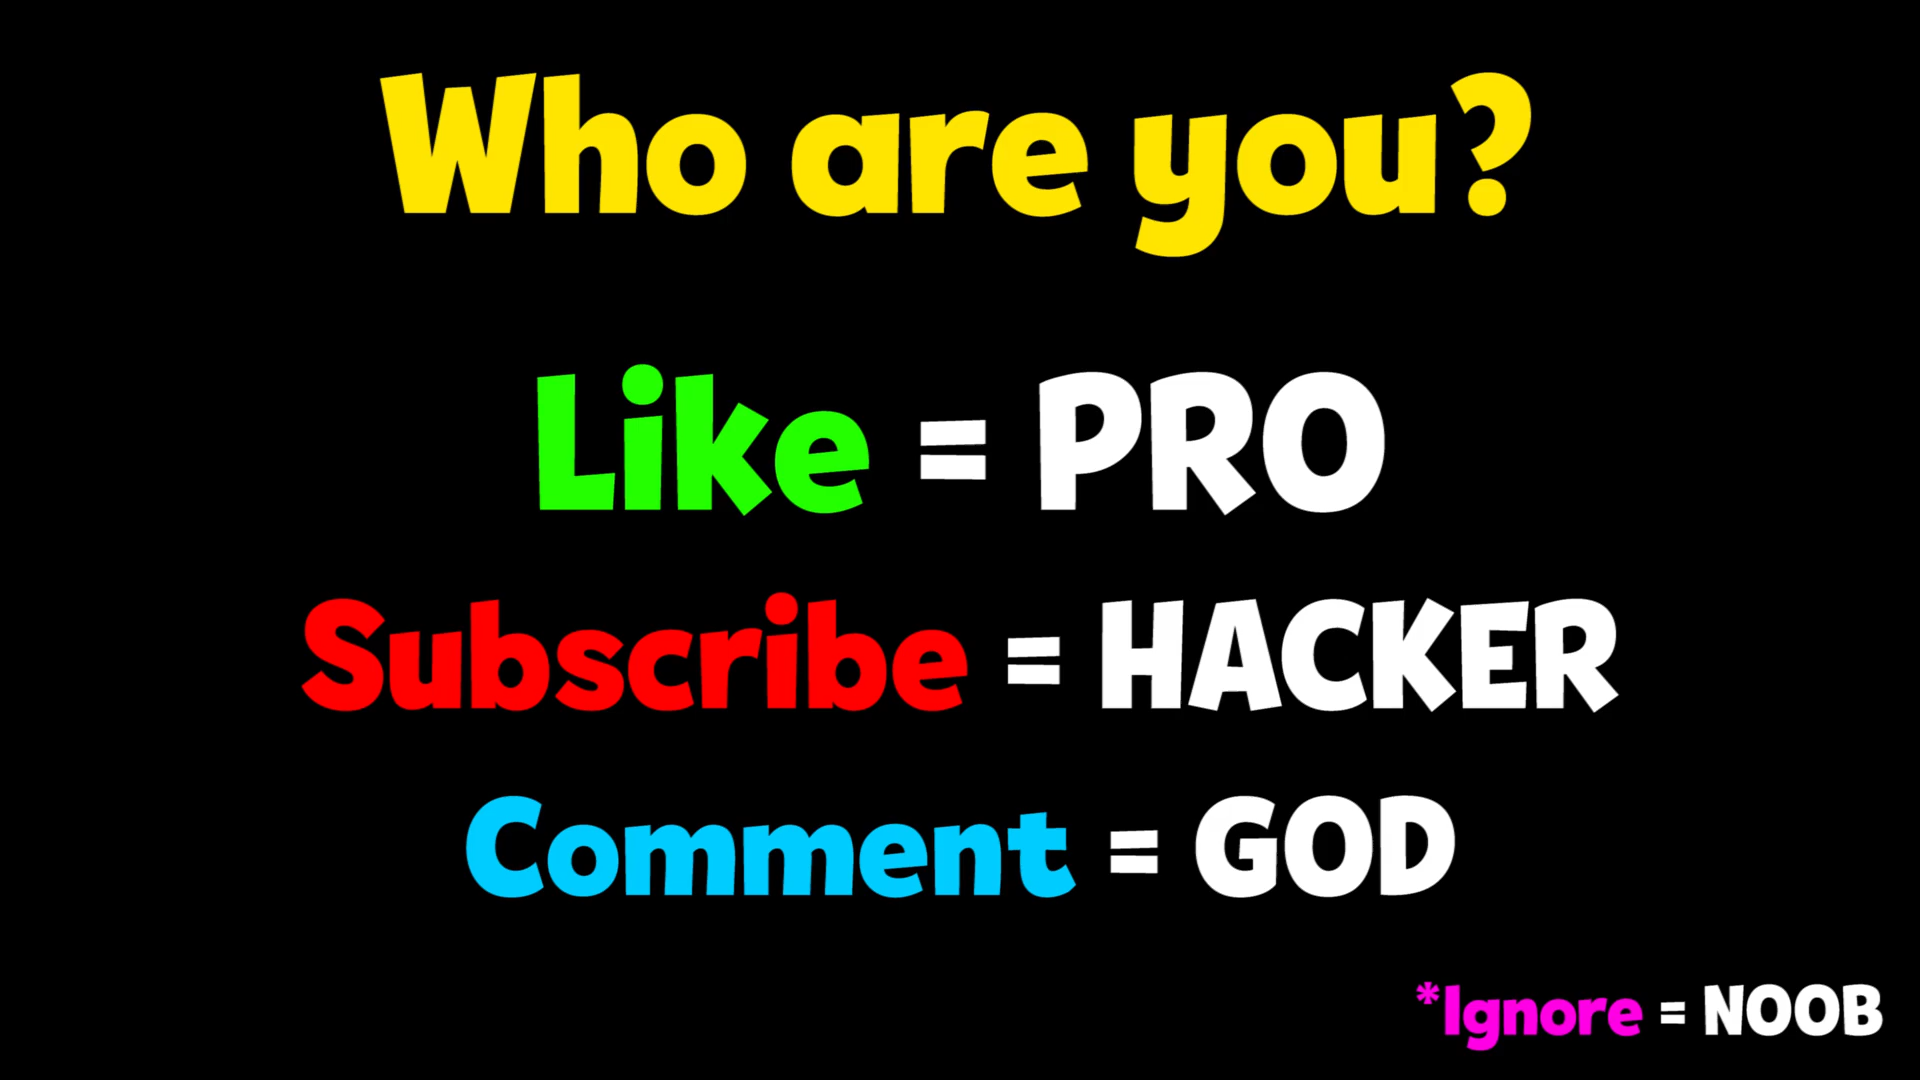 Who are you?
Like = PRO
Subscribe = HACKER
Comment = GOD
*Ignore = NOOB